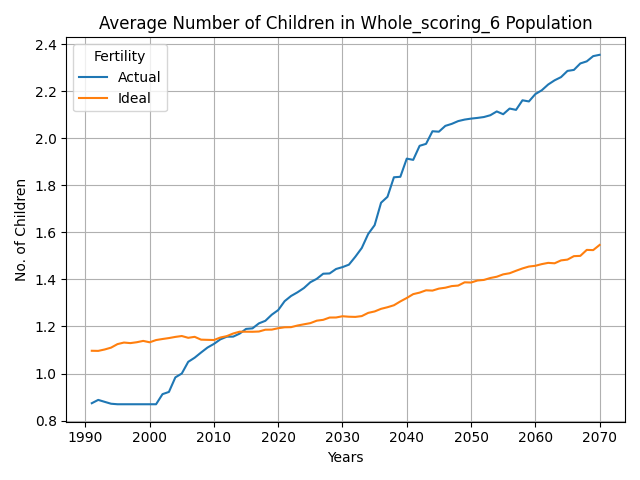 Average Number of Children in Whole_scoring_6 Population
Fertility
Actual
Ideal
2.4
2.2
2.0
1.8
1.6
1.4
1.2
1.0
0.8
No. of Children
1990 2000 2010 2020 2030 2040 2050 2060 2070
Years